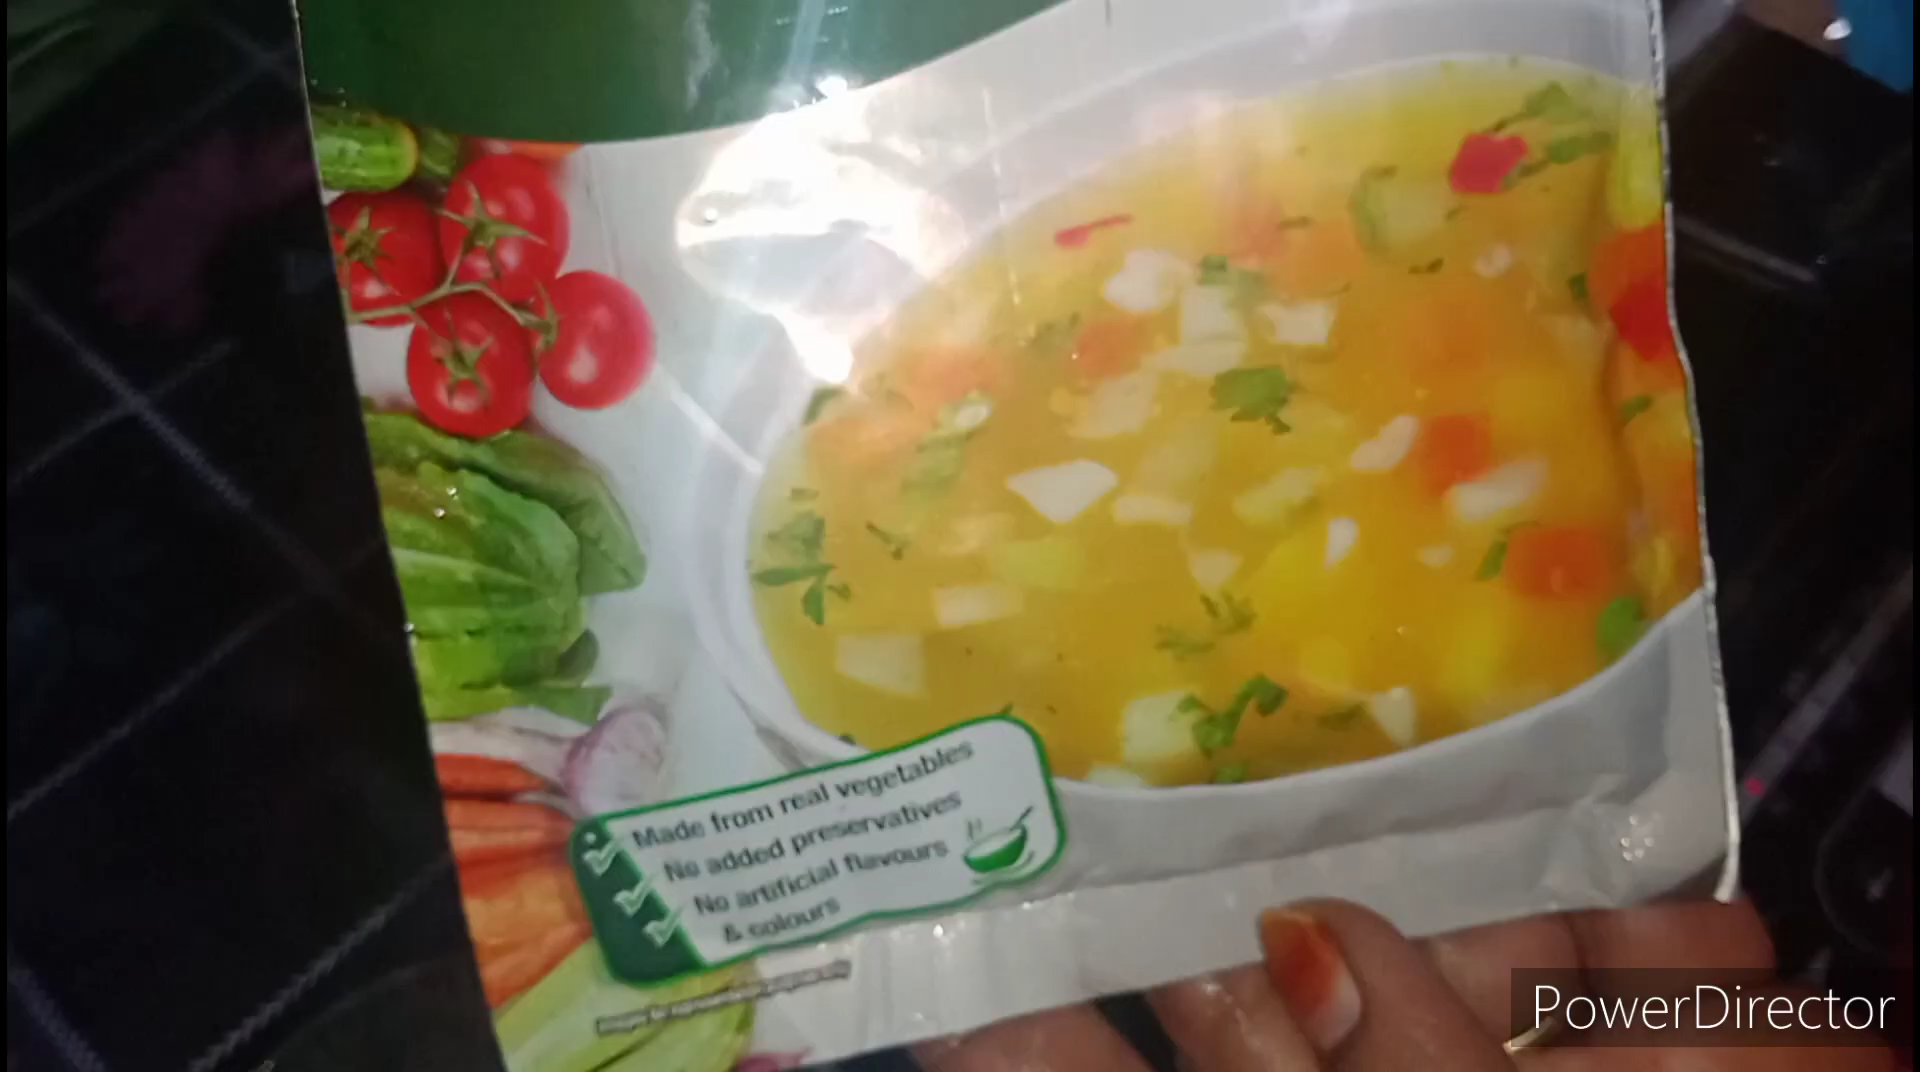 Made from real vegetables
No added preservatives
No artificial flavours
& colours
PowerDirector